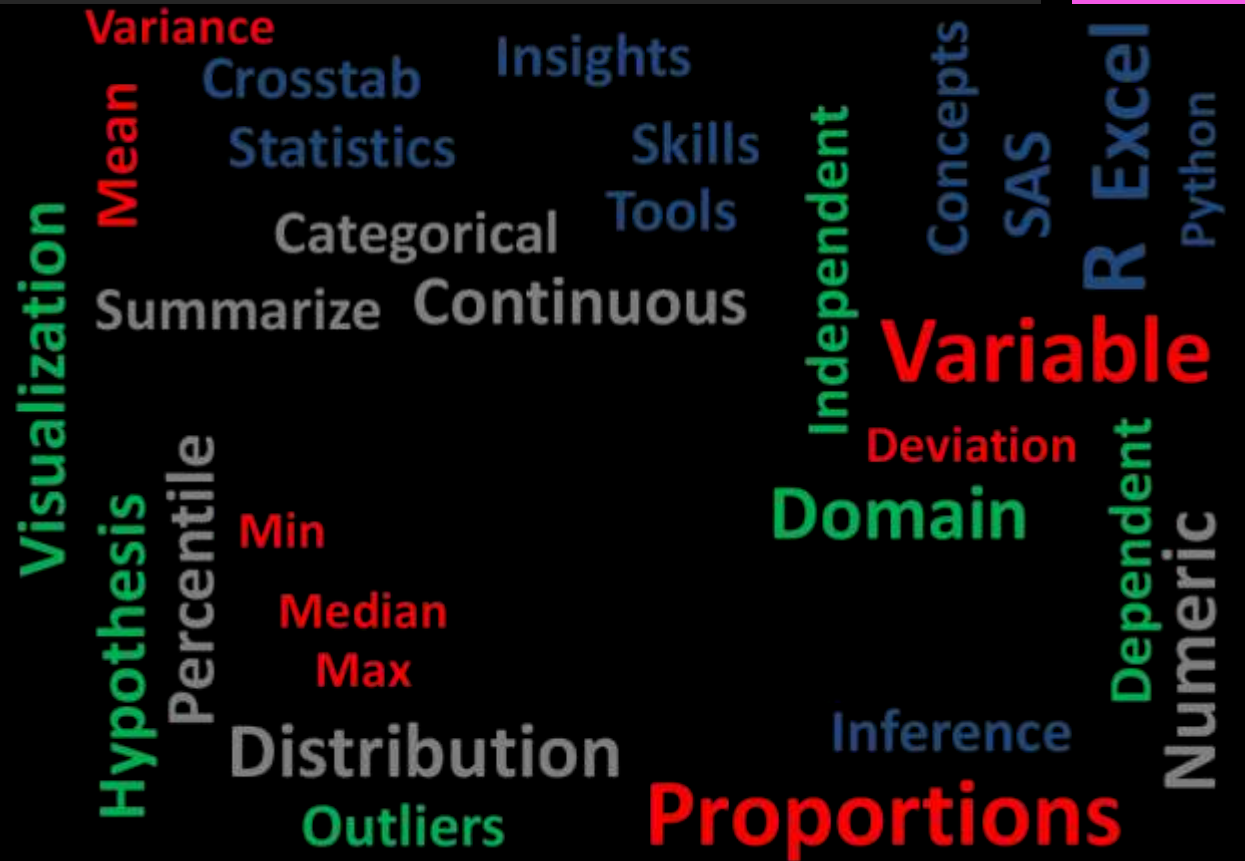 Variance
Insights
Crosstab
Mean
Statistics
Skills
Tools
Categorical
Summarize
Continuous
Independent
Concepts
SAS
R Excel
Python
Variable
Visualization
Deviation
Domain
Dependent
Numeric
Percentile
Hypothesis
Min
Median
Max
Distribution
Inference
Outliers
Proportions